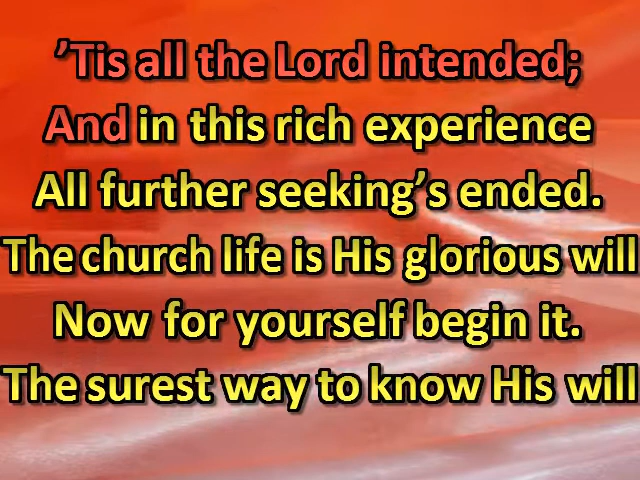 ’Tis all the Lord intended;
And in this rich experience
All further seeking’s ended.
The church life is His glorious will
Now for yourself begin it.
The surest way to know His will